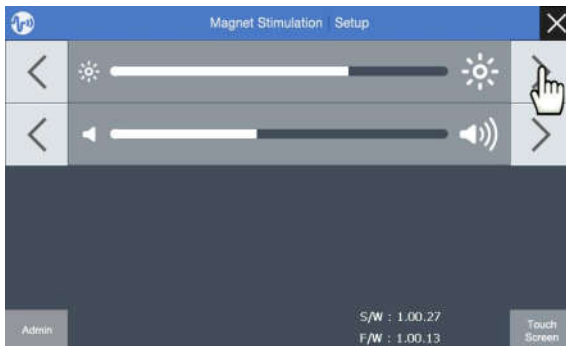 Magnet Stimulation Setup
S/W : 1.00.27
Admin
F/W : 1.00.13
Touch
Screen